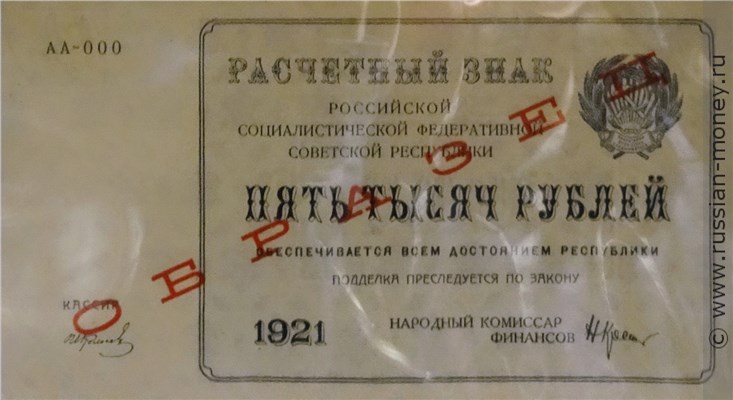 АА-000
РАСЧЕТНЫЙ ЗНАК
РОССИЙСКОЙ
СОЦИАЛИСТИЧЕСКОЙ ФЕДЕРАТИВНОЙ
СОВЕТСКОЙ РЕСПУБЛИКИ
ПЯТЬ ТЫСЯЧ РУБЛЕЙ
ОБЕСПЕЧИВАЕТСЯ ВСЕМ ДОСТОЯНИЕМ РЕСПУБЛИКИ
ПОДДЕЛКА ПРЕСЛЕДУЕТСЯ ПО ЗАКОНУ
КАССИР
1921
НАРОДНЫЙ КОМИССАР
ФИНАНСОВ
ОБРАЗЕЦ
© www.russian-money.ru